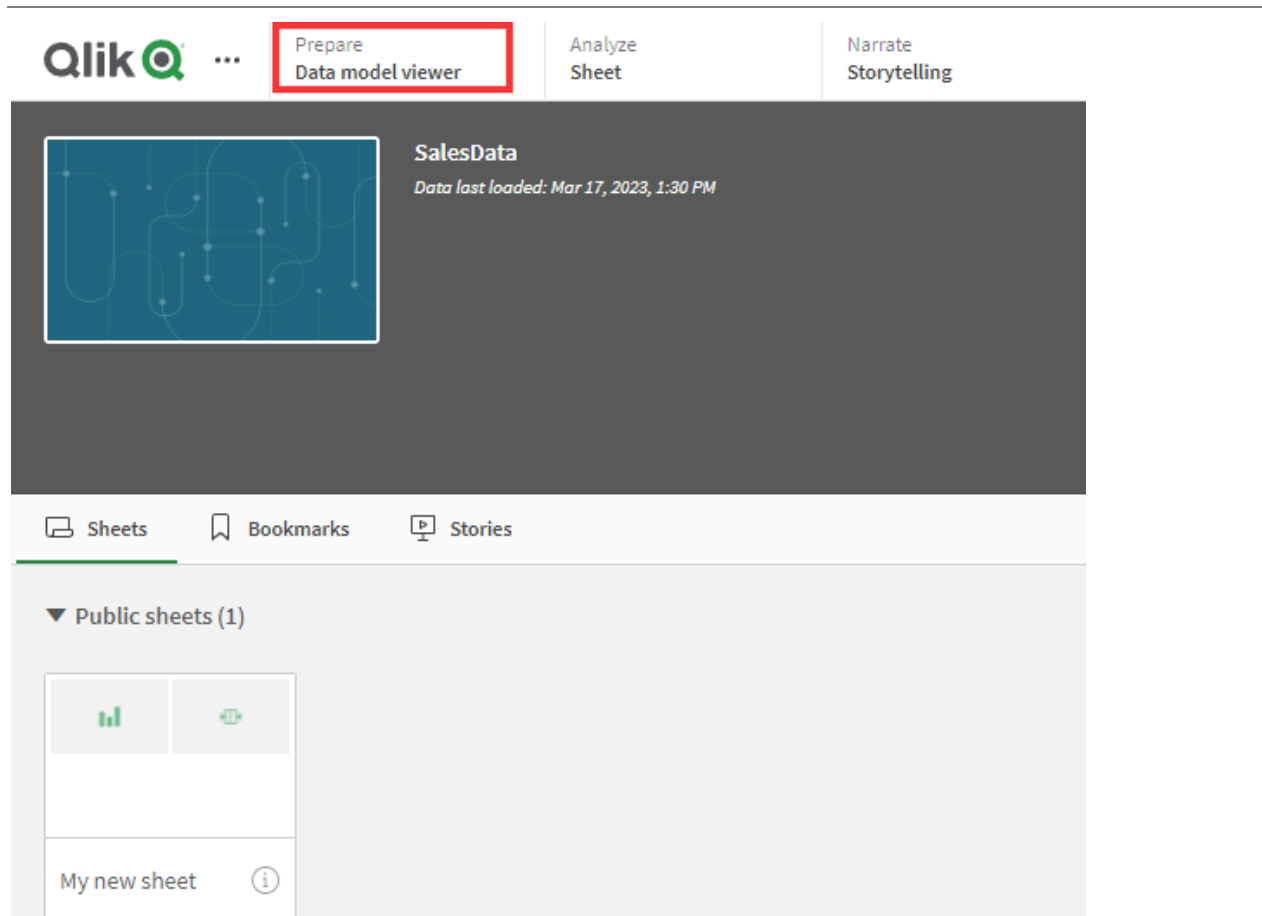 Qlik
Prepare
Data model viewer
Analyze
Sheet
Narrate
Storytelling
SalesData
Data last loaded: Mar 17, 2023, 1:30 PM
Sheets
Bookmarks
Stories
Public sheets (1)
My new sheet